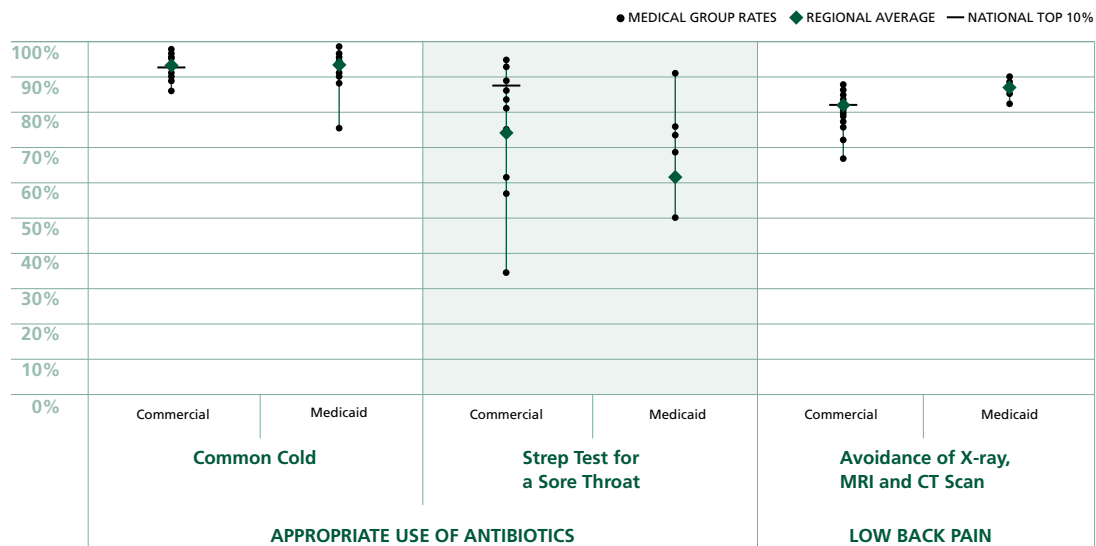 MEDICAL GROUP RATES REGIONAL AVERAGE NATIONAL TOP 10%
100%
90%
80%
70%
60%
50%
40%
30%
20%
10%
0%
Commercial Medicaid Commercial Medicaid Commercial Medicaid
Common Cold
Strep Test for
a Sore Throat
Avoidance of X-ray,
MRI and CT Scan
APPROPRIATE USE OF ANTIBIOTICS
LOW BACK PAIN